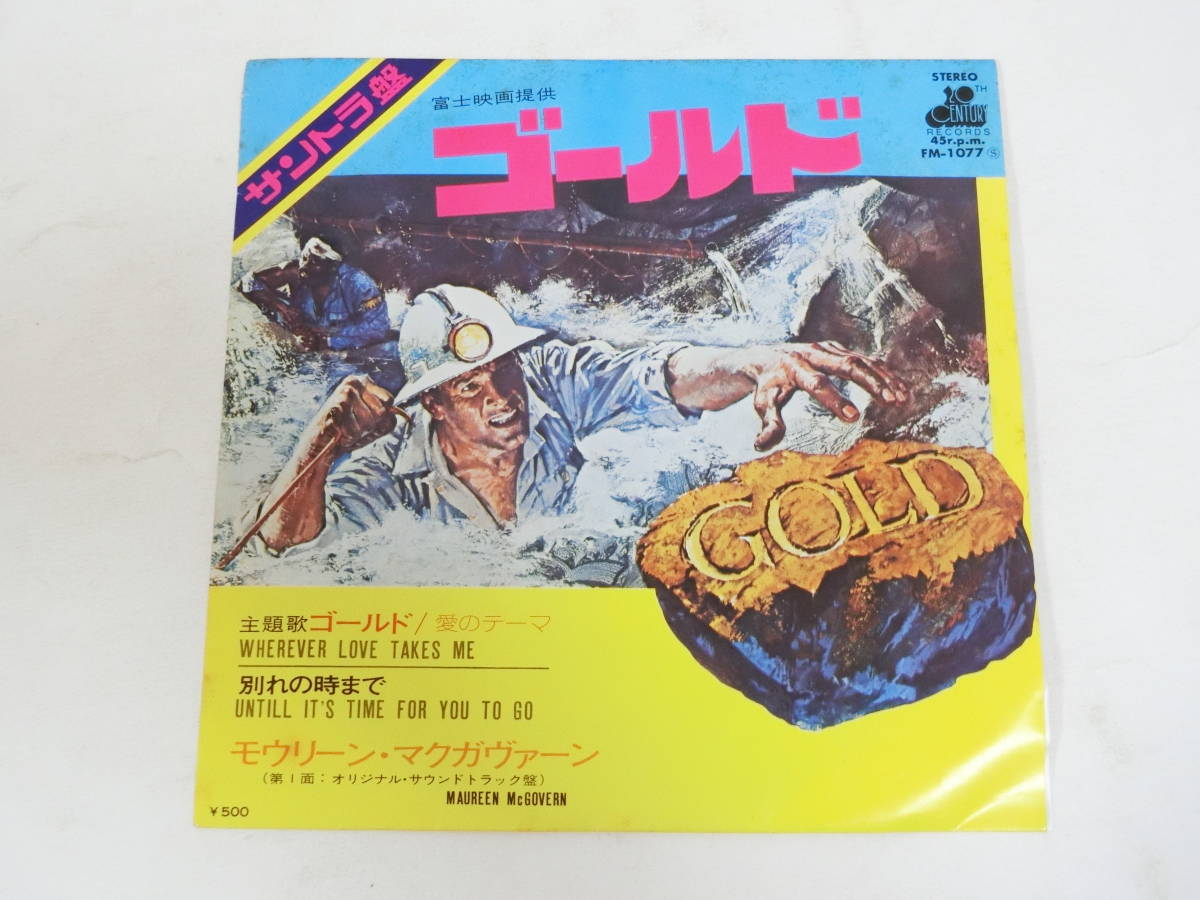 サントラ盤
富士映画提供
ゴールド
STEREO
20TH
CENTURY
RECORDS
45r.p.m.
FM-1077 Ⓢ
GOLD
主題歌ゴールド/愛のテーマ
WHEREVER LOVE TAKES ME
別れの時まで
UNTILL IT'S TIME FOR YOU TO GO
モウリーン・マクガヴァーン
(第1面:オリジナル・サウンドトラック盤)
MAUREEN McGOVERN
¥500